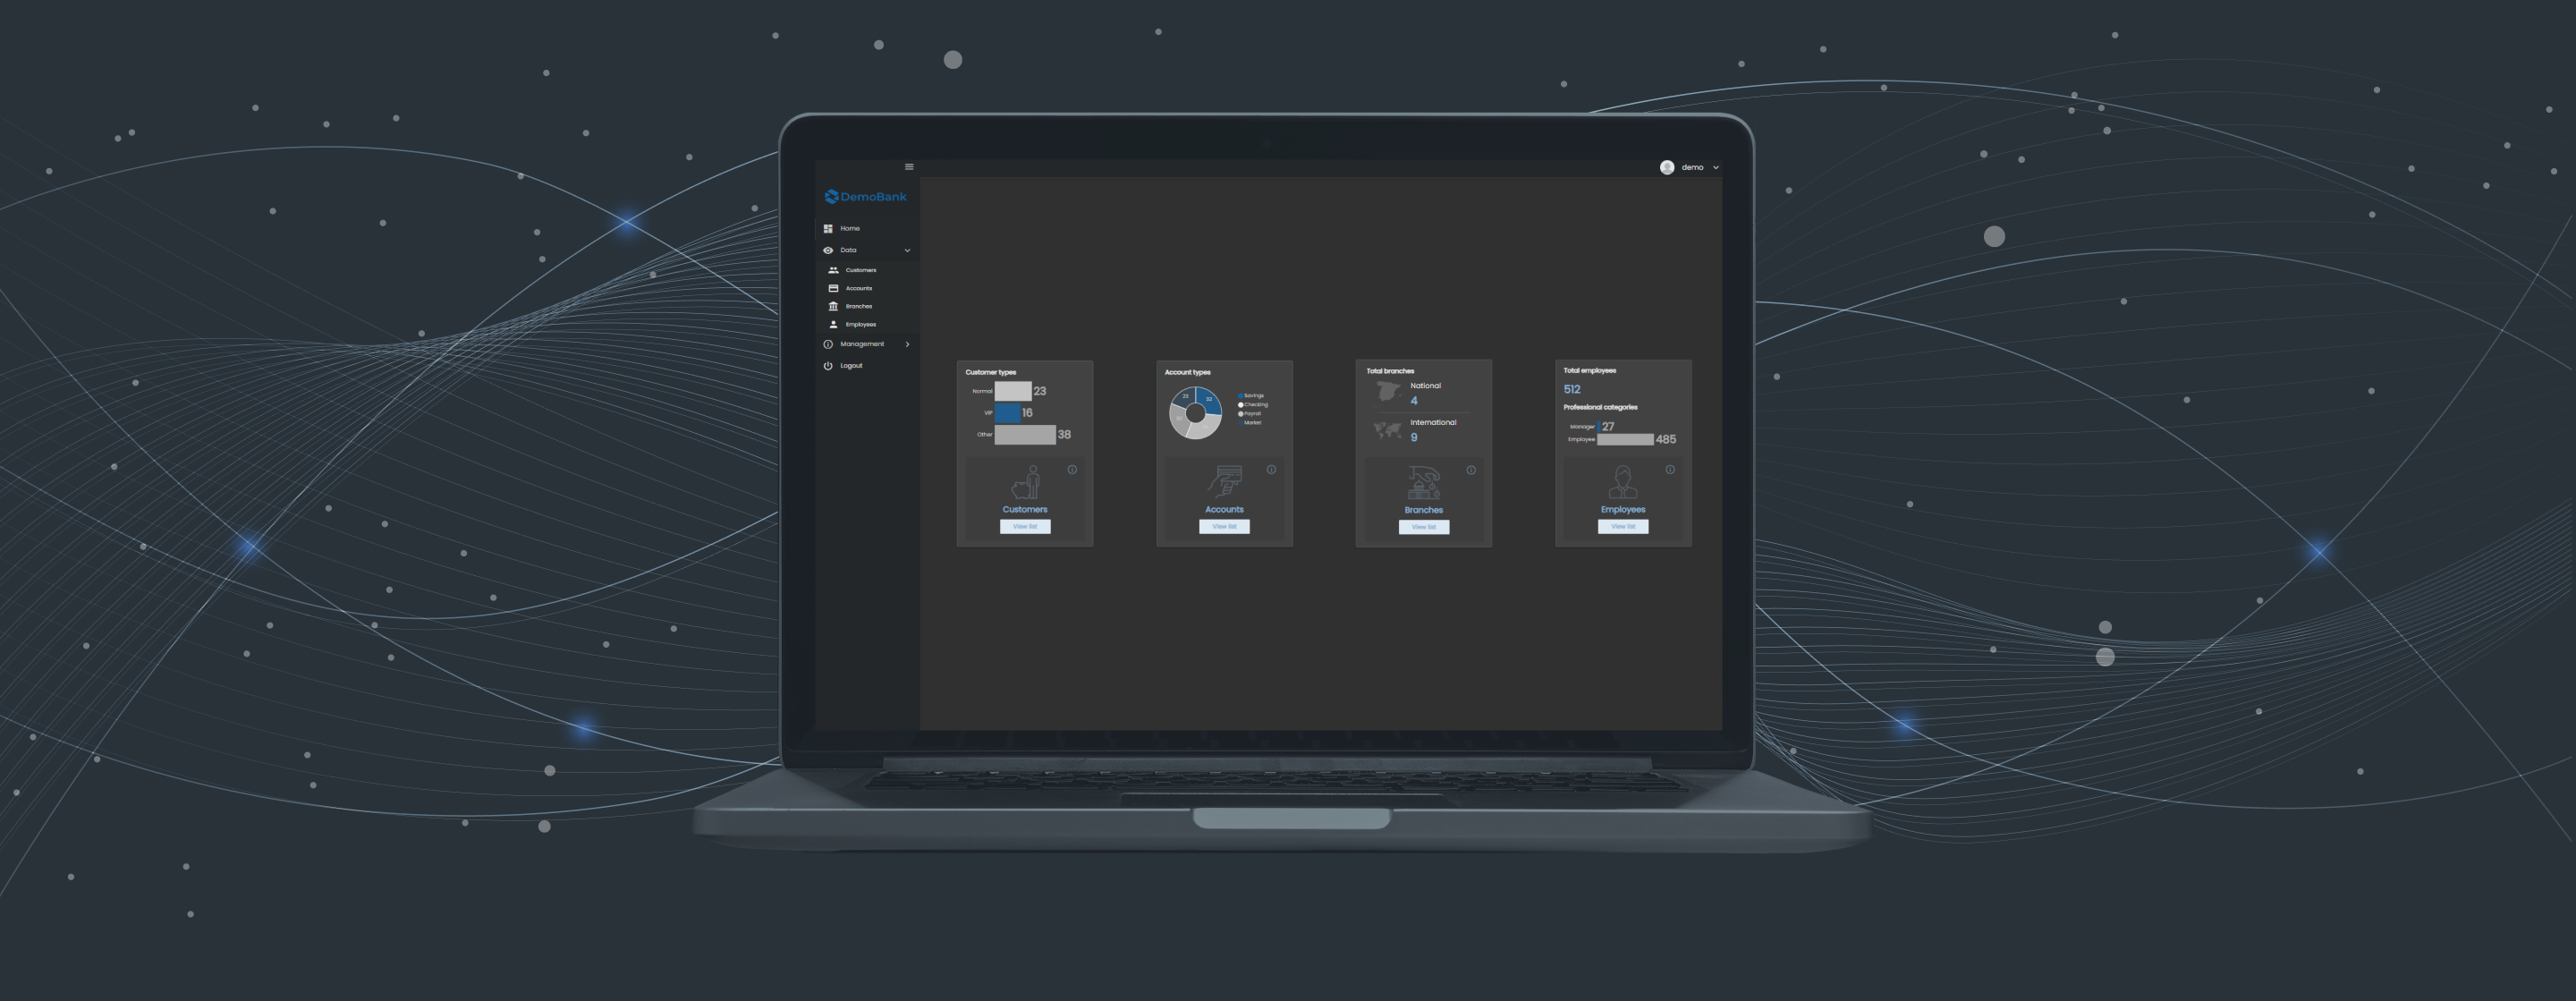 demo
DemoBank
Home
Data
Customers
Accounts
Branches
Employees
Management
Logout
Customer types
Normal 23
VIP 16
Other 38
Customers
View list
Account types
23 32
Savings
Checking
Payroll
Market
Accounts
View list
Total branches
National
4
International
9
Branches
View list
Total employees
512
Professional categories
Manager 27
Employee 485
Employees
View list